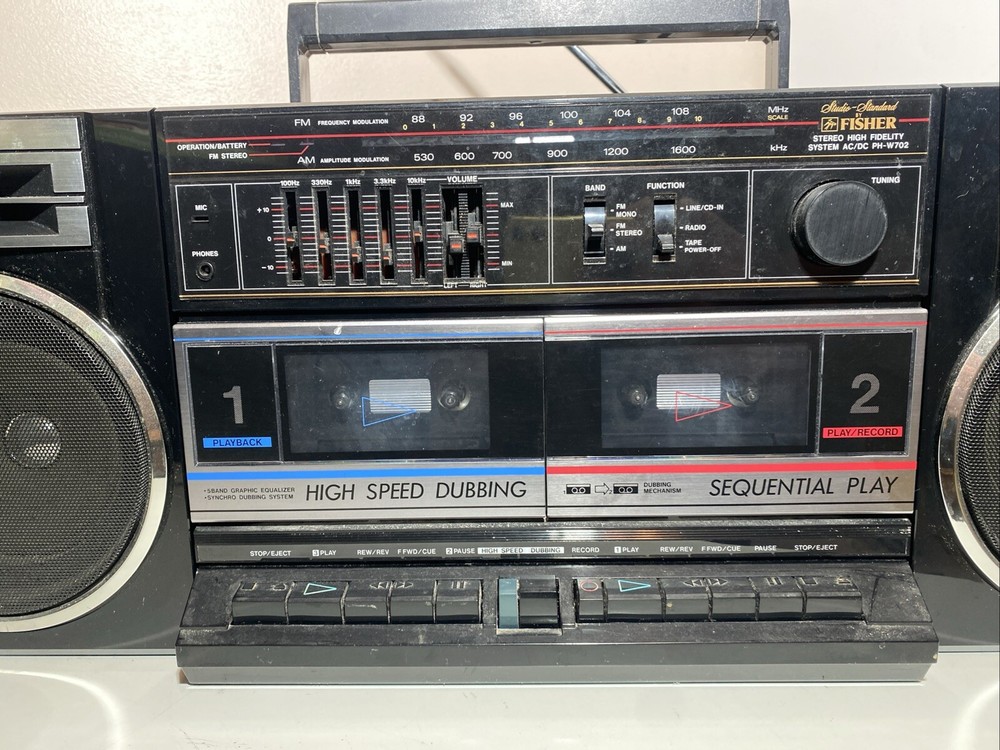 FM FREQUENCY MODULATION 88 92 96 100 104 108 MHz
0 1 2 3 4 5 6 7 8 9 10 SCALE
OPERATION/BATTERY
FM STEREO
AM AMPLITUDE MODULATION 530 600 700 900 1200 1600 kHz
Studio-Standard
BY
FISHER
STEREO HIGH FIDELITY
SYSTEM AC/DC PH-W702
MIC
PHONES
100Hz 330Hz 1kHz 3.3kHz 10kHz VOLUME
+10
0
-10
MAX
MIN
LEFT RIGHT
BAND
FM MONO
FM STEREO
AM
FUNCTION
LINE/CD-IN
RADIO
TAPE
POWER-OFF
TUNING
1
PLAYBACK
2
PLAY/RECORD
•5BAND GRAPHIC EQUALIZER
•SYNCHRO DUBBING SYSTEM
HIGH SPEED DUBBING
DUBBING
MECHANISM
SEQUENTIAL PLAY
STOP/EJECT 3 PLAY REW/REV F FWD/CUE 2 PAUSE HIGH SPEED DUBBING RECORD 1 PLAY REW/REV F FWD/CUE PAUSE STOP/EJECT